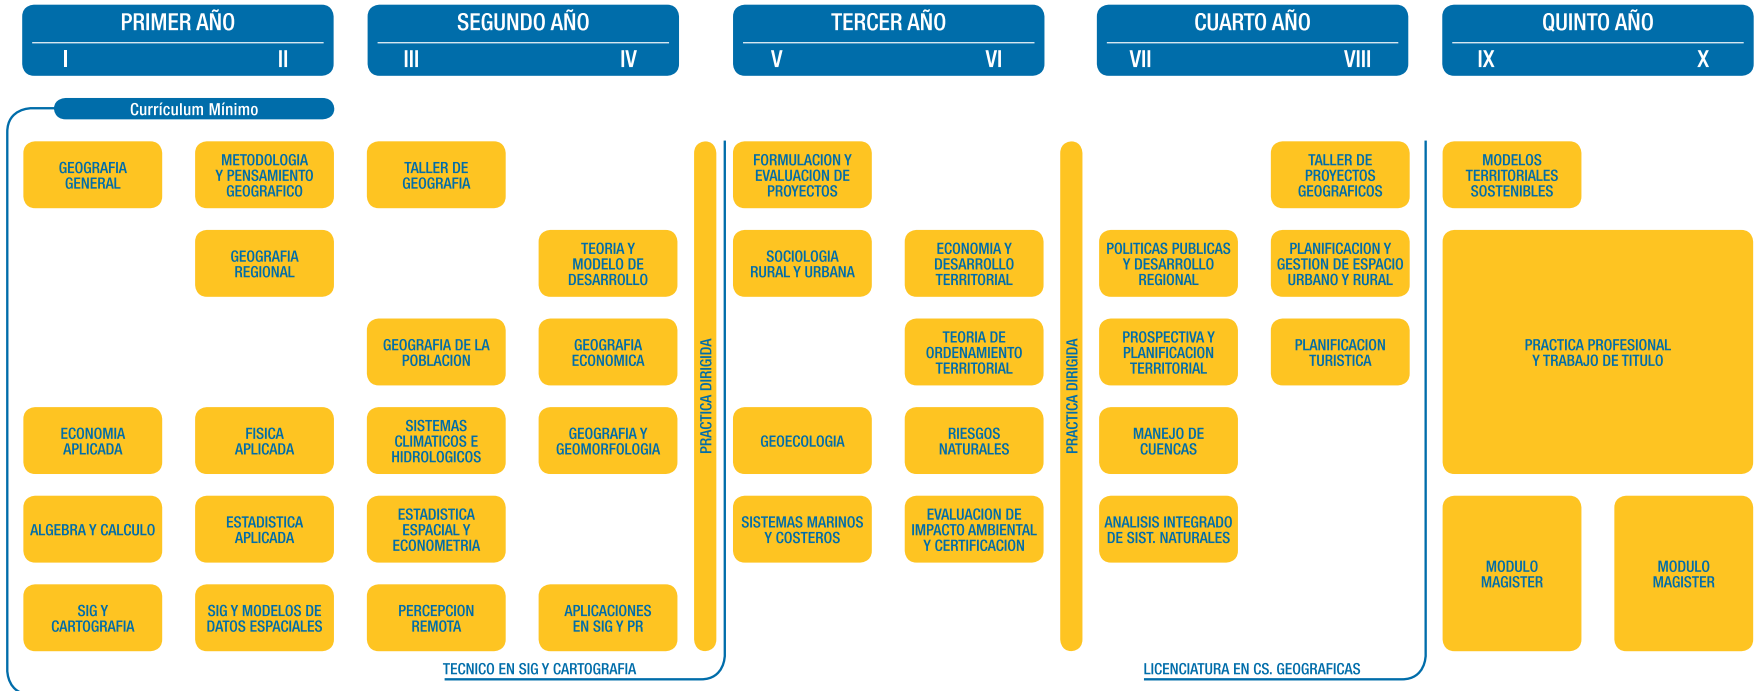 PRIMER AÑO
I
II
SEGUNDO AÑO
III
IV
TERCER AÑO
V
VI
CUARTO AÑO
VII
VIII
QUINTO AÑO
IX
X
Currículum Mínimo
GEOGRAFIA
GENERAL
METODOLOGIA
Y PENSAMIENTO
GEOGRAFICO
TALLER DE
GEOGRAFIA
FORMULACION Y
EVALUACION DE
PROYECTOS
TALLER DE
PROYECTOS
GEOGRAFICOS
MODELOS
TERRITORIALES
SOSTENIBLES
GEOGRAFIA
REGIONAL
TEORIA Y
MODELO DE
DESARROLLO
SOCIOLOGIA
RURAL Y URBANA
ECONOMIA Y
DESARROLLO
TERRITORIAL
POLITICAS PUBLICAS
Y DESARROLLO
REGIONAL
PLANIFICACION Y
GESTION DE ESPACIO
URBANO Y RURAL
GEOGRAFIA DE LA
POBLACION
GEOGRAFIA
ECONOMICA
PRACTICA DIRIGIDA
TEORIA DE
ORDENAMIENTO
TERRITORIAL
PRACTICA DIRIGIDA
PROSPECTIVA Y
PLANIFICACION
TERRITORIAL
PLANIFICACION
TURISTICA
PRACTICA PROFESIONAL
Y TRABAJO DE TITULO
ECONOMIA
APLICADA
FISICA
APLICADA
SISTEMAS
CLIMATICOS E
HIDROLOGICOS
GEOGRAFIA Y
GEOMORFOLOGIA
GEOECOLOGIA
RIESGOS
NATURALES
MANEJO DE
CUENCAS
ALGEBRA Y CALCULO
ESTADISTICA
APLICADA
ESTADISTICA
ESPACIAL Y
ECONOMETRIA
SISTEMAS MARINOS
Y COSTEROS
EVALUACION DE
IMPACTO AMBIENTAL
Y CERTIFICACION
ANALISIS INTEGRADO
DE SIST. NATURALES
MODULO
MAGISTER
MODULO
MAGISTER
SIG Y
CARTOGRAFIA
SIG Y MODELOS DE
DATOS ESPACIALES
PERCEPCION
REMOTA
APLICACIONES
EN SIG Y PR
TECNICO EN SIG Y CARTOGRAFIA
LICENCIATURA EN CS. GEOGRAFICAS